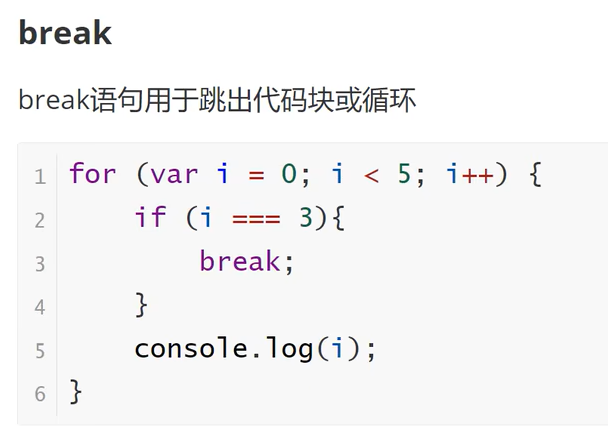 break
break语句用于跳出代码块或循环
1 for (var i = 0; i < 5; i++) {
2     if (i === 3){
3         break;
4     }
5     console.log(i);
6 }